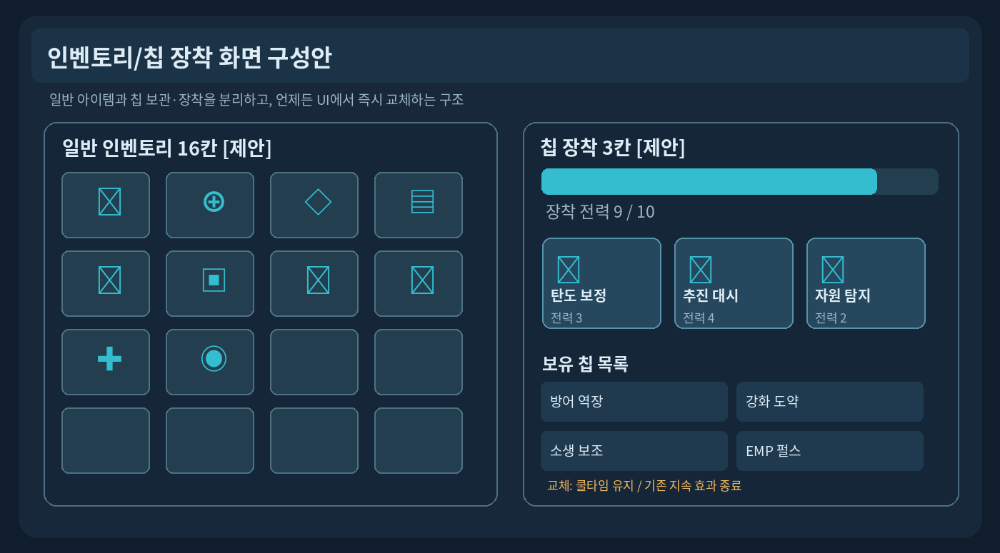 인벤토리/칩 장착 화면 구성안
일반 아이템과 칩 보관·장착을 분리하고, 언제든 UI에서 즉시 교체하는 구조
일반 인벤토리 16칸 [제안]
칩 장착 3칸 [제안]
장착 전력 9 / 10
탄도 보정
전력 3
추진 대시
전력 4
자원 탐지
전력 2
보유 칩 목록
방어 역장
강화 도약
소생 보조
EMP 펄스
교체: 쿨타임 유지 / 기존 지속 효과 종료